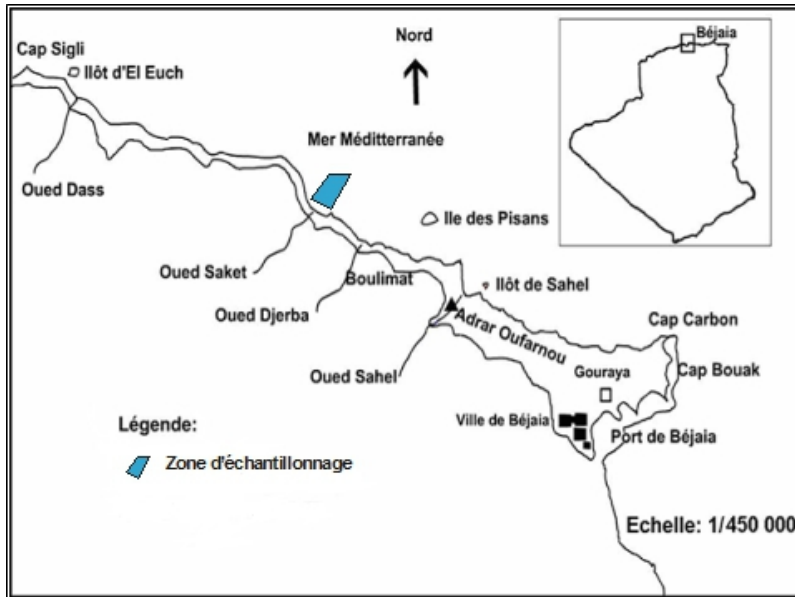 Nord
Béjaia
Cap Sigli
Ilôt d'El Euch
Mer Méditterranée
Oued Dass
Ile des Pisans
Oued Saket
Boulimat
Ilôt de Sahel
Oued Djerba
Adrar Oufarnou
Cap Carbon
Oued Sahel
Gouraya
Cap Bouak
Légende:
Ville de Béjaia
Port de Béjaia
Zone d'échantillonnage
Echelle: 1/450 000